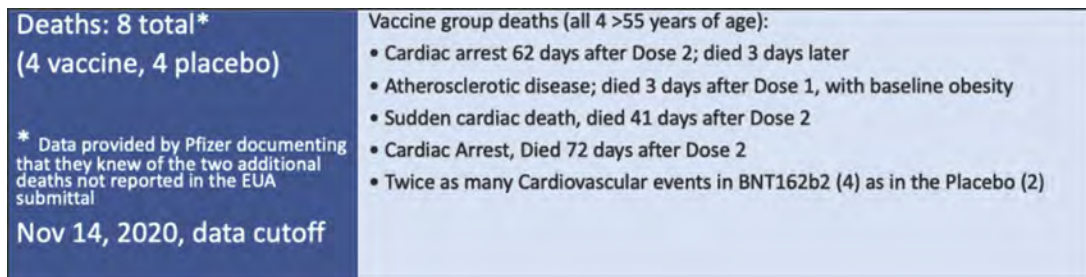 Deaths: 8 total*
(4 vaccine, 4 placebo)
* Data provided by Pfizer documenting
that they knew of the two additional
deaths not reported in the EUA
submittal
Nov 14, 2020, data cutoff
Vaccine group deaths (all 4 >55 years of age):
• Cardiac arrest 62 days after Dose 2; died 3 days later
• Atherosclerotic disease; died 3 days after Dose 1, with baseline obesity
• Sudden cardiac death, died 41 days after Dose 2
• Cardiac Arrest, Died 72 days after Dose 2
• Twice as many Cardiovascular events in BNT162b2 (4) as in the Placebo (2)